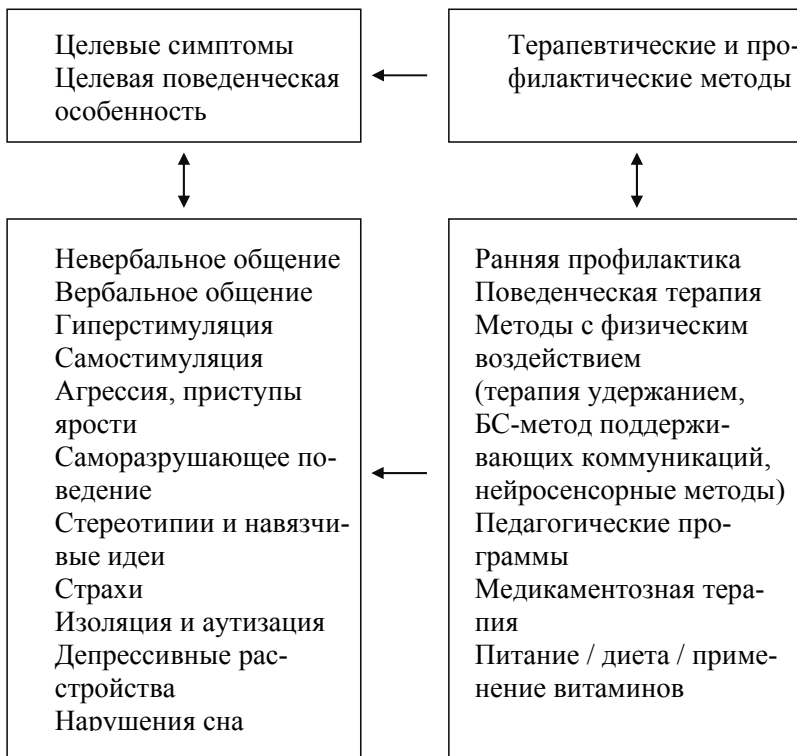 Целевые симптомы
Целевая поведенческая
особенность
Терапевтические и про-
филактические методы
Невербальное общение
Вербальное общение
Гиперстимуляция
Самостимуляция
Агрессия, приступы
ярости
Саморазрушающее по-
ведение
Стереотипии и навязчи-
вые идеи
Страхи
Изоляция и аутизация
Депрессивные рас-
стройства
Нарушения сна
Ранняя профилактика
Поведенческая терапия
Методы с физическим
воздействием
(терапия удержанием,
БС-метод поддержи-
вающих коммуникаций,
нейросенсорные методы)
Педагогические про-
граммы
Медикаментозная тера-
пия
Питание / диета / приме-
нение витаминов